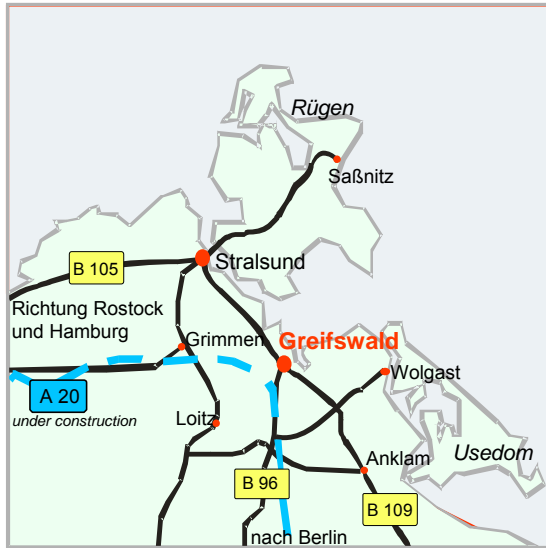 Rügen
Saßnitz
B 105
Stralsund
Richtung Rostock
und Hamburg
Grimmen
Greifswald
Wolgast
A 20
under construction
Loitz
Usedom
Anklam
B 96
B 109
nach Berlin